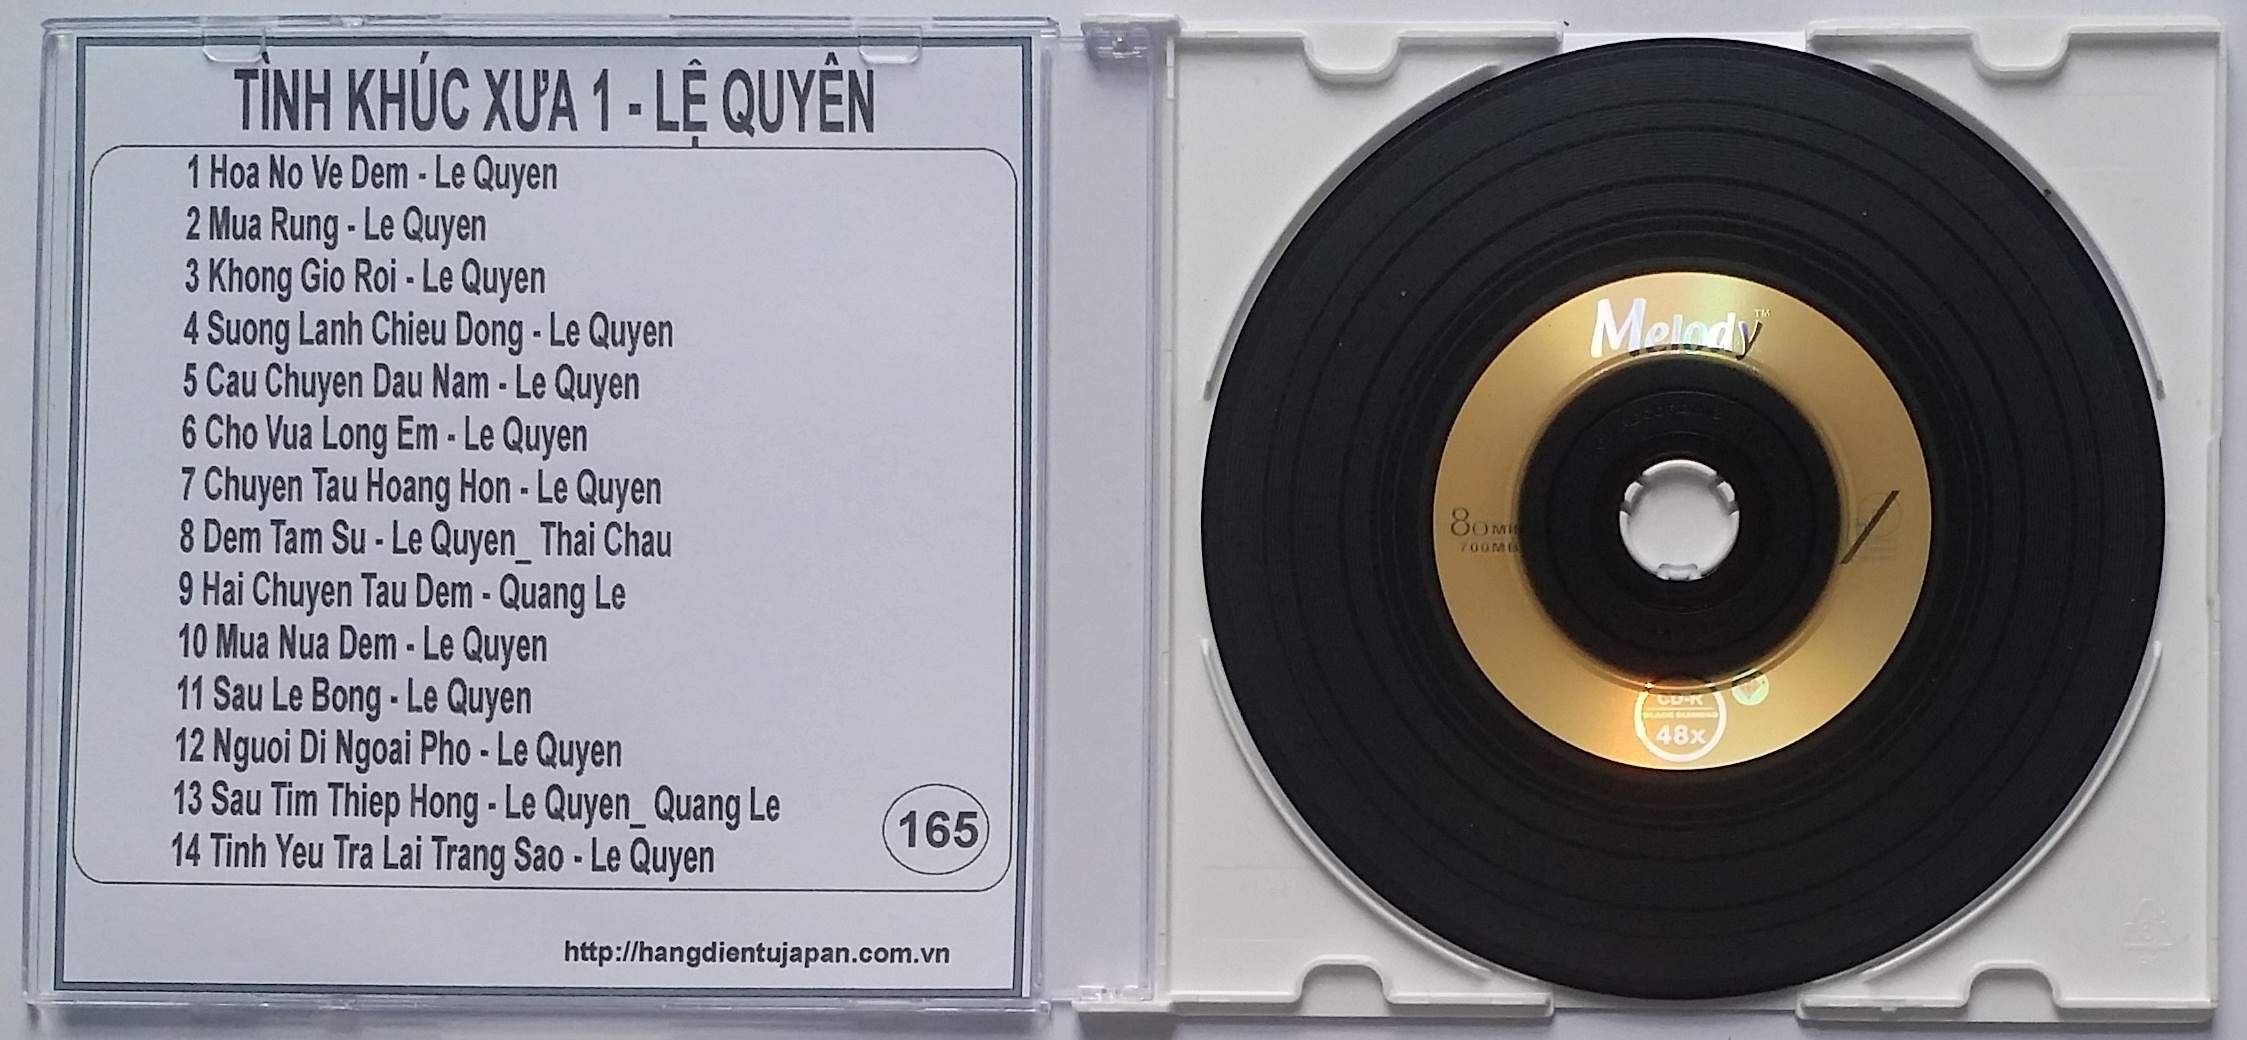 TÌNH KHÚC XƯA 1 - LỆ QUYÊN
1 Hoa No Ve Dem - Le Quyen
2 Mua Rung - Le Quyen
3 Khong Gio Roi - Le Quyen
4 Suong Lanh Chieu Dong - Le Quyen
5 Cau Chuyen Dau Nam - Le Quyen
6 Cho Vua Long Em - Le Quyen
7 Chuyen Tau Hoang Hon - Le Quyen
8 Dem Tam Su - Le Quyen_ Thai Chau
9 Hai Chuyen Tau Dem - Quang Le
10 Mua Nua Dem - Le Quyen
11 Sau Le Bong - Le Quyen
12 Nguoi Di Ngoai Pho - Le Quyen
13 Sau Tim Thiep Hong - Le Quyen_ Quang Le
14 Tinh Yeu Tra Lai Trang Sao - Le Quyen
165
http://hangdientujapan.com.vn
Melody™
80 MIN
700MB
CD-R
48x